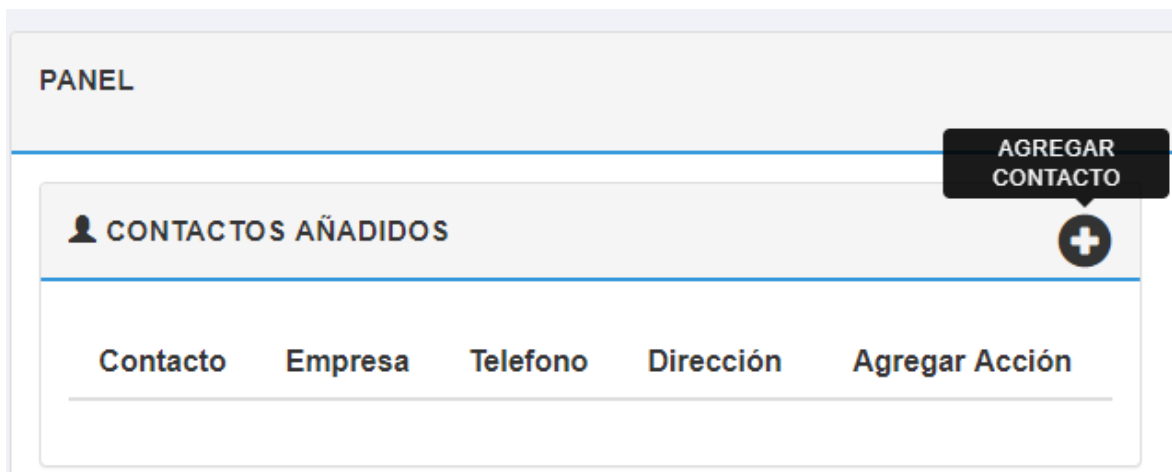 PANEL
AGREGAR
CONTACTO
CONTACTOS AÑADIDOS
Contacto Empresa Telefono Dirección Agregar Acción